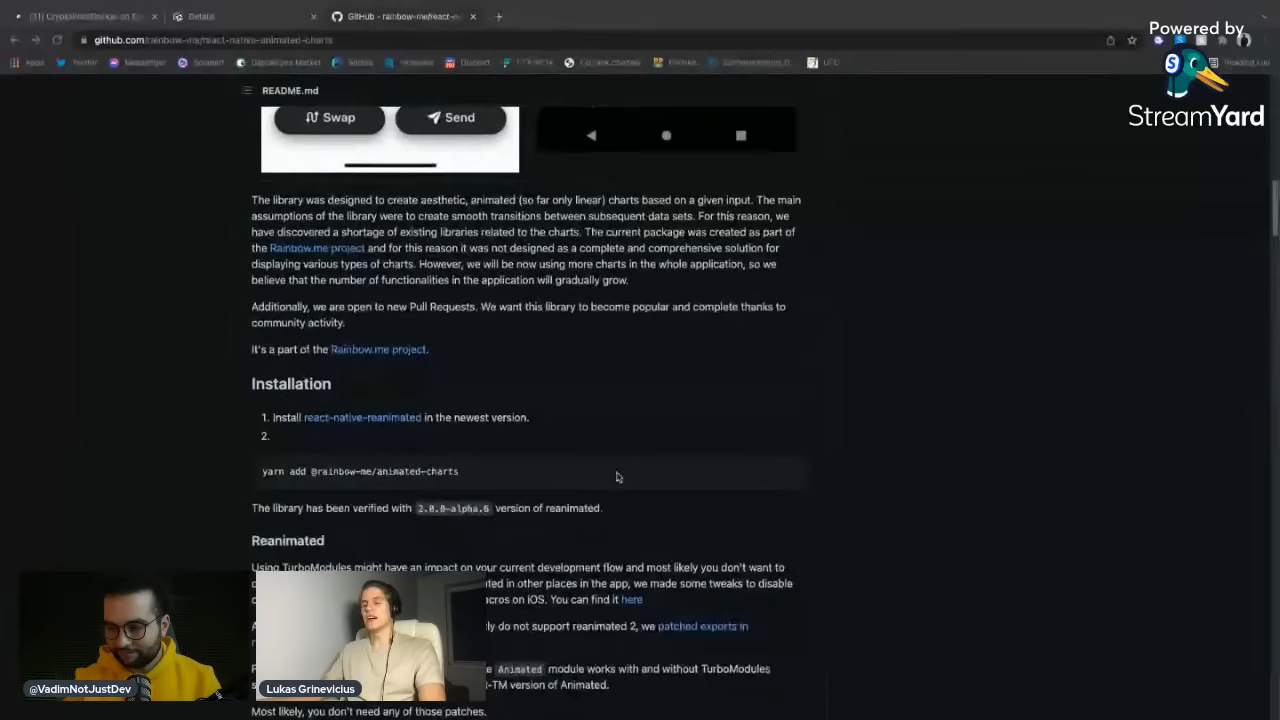 Details
GitHub - rainbow-me/react-n
github.com/rainbow-me/react-native-animated-charts
Powered by
StreamYard
Apps
Twitter
Messenger
Discord
UFC
README.md
Swap
Send
The library was designed to create aesthetic, animated (so far only linear) charts based on a given input. The main
assumptions of the library were to create smooth transitions between subsequent data sets. For this reason, we
have discovered a shortage of existing libraries related to the charts. The current package was created as part of
the Rainbow.me project and for this reason it was not designed as a complete and comprehensive solution for
displaying various types of charts. However, we will be now using more charts in the whole application, so we
believe that the number of functionalities in the application will gradually grow.
Additionally, we are open to new Pull Requests. We want this library to become popular and complete thanks to
community activity.
It's a part of the Rainbow.me project.
Installation
1. Install react-native-reanimated in the newest version.
2.
yarn add @rainbow-me/animated-charts
The library has been verified with 2.0.0-alpha.6 version of reanimated.
Reanimated
Using TurboModules might have an impact on your current development flow and most likely you don't want to
ted in other places in the app, we made some tweaks to disable
acros on iOS. You can find it here
tly do not support reanimated 2, we patched exports in
Animated module works with and without TurboModules
-TM version of Animated.
Most likely, you don't need any of those patches.
@VadimNotJustDev
Lukas Grinevicius